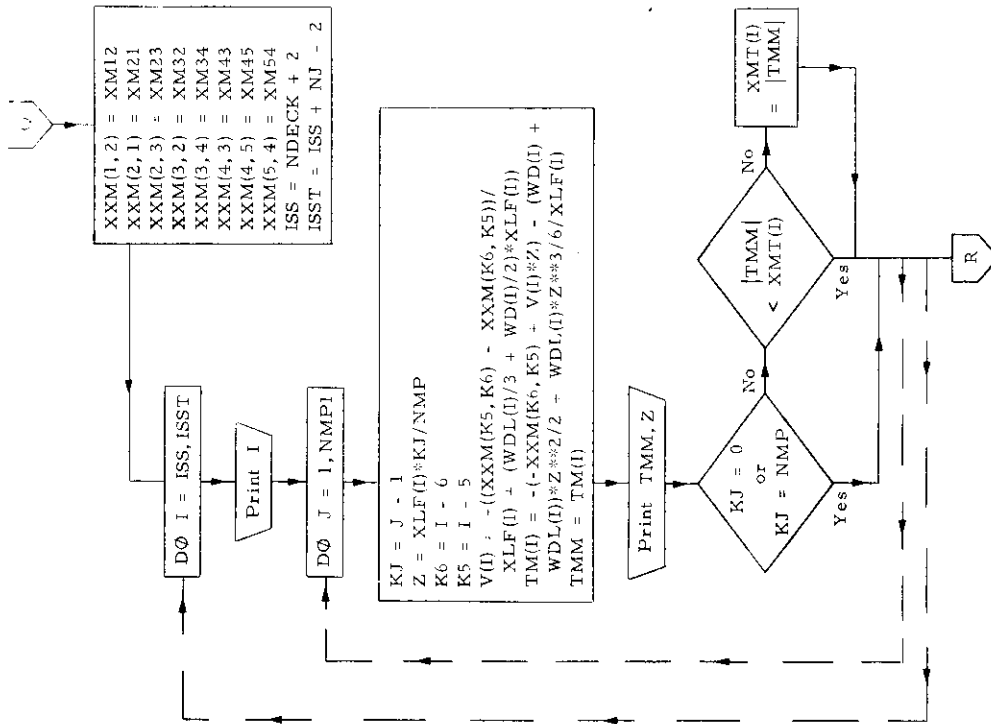 XXM(1,2) = XM12
XXM(2,1) = XM21
XXM(2,3) = XM23
XXM(3,2) = XM32
XXM(3,4) = XM34
XXM(4,3) = XM43
XXM(4,5) = XM45
XXM(5,4) = XM54
ISS = NDECK + 2
ISST = ISS + NJ - 2
DØ I = ISS,ISST
Print I
DØ J = 1,NMP1
KJ = J - 1
Z = XLF(I)*KJ/NMP
K6 = I - 6
K5 = I - 5
V(I) = -((XXM(K5,K6) - XXM(K6,K5))/
XLF(I) + (WDL(I)/3 + WD(I)/2)*XLF(I))
TM(I) = -(-XXM(K6,K5) + V(I)*Z) - (WD(I) +
WDL(I))*Z**2/2 + WDL(I)*Z**3/6/XLF(I)
TMM = TM(I)
Print TMM,Z
KJ = 0
or
KJ = NMP
No
Yes
|TMM|
< XMT(I)
No
Yes
XMT(I)
= |TMM|
R